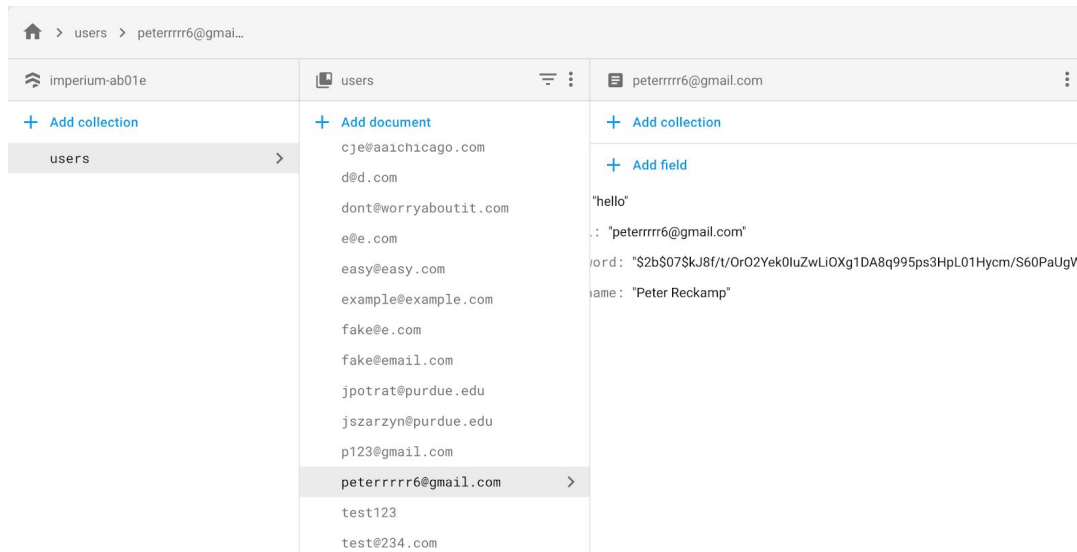 users > peterrrrr6@gmai...
imperium-ab01e
users
peterrrrr6@gmail.com
+ Add collection
+ Add document
+ Add collection
users
cje@aaichicago.com
+ Add field
d@d.com
dont@worryaboutit.com
e@e.com
easy@easy.com
example@example.com
fake@e.com
fake@email.com
jpotrat@purdue.edu
jszarzyn@purdue.edu
p123@gmail.com
peterrrrr6@gmail.com
test123
test@234.com
"hello"
: "peterrrrr6@gmail.com"
word: "$2b$07$kJ8f/t/OrO2Yek0IuZwLiOXg1DA8q995ps3HpL01Hycm/S60PaUgW
name: "Peter Reckamp"